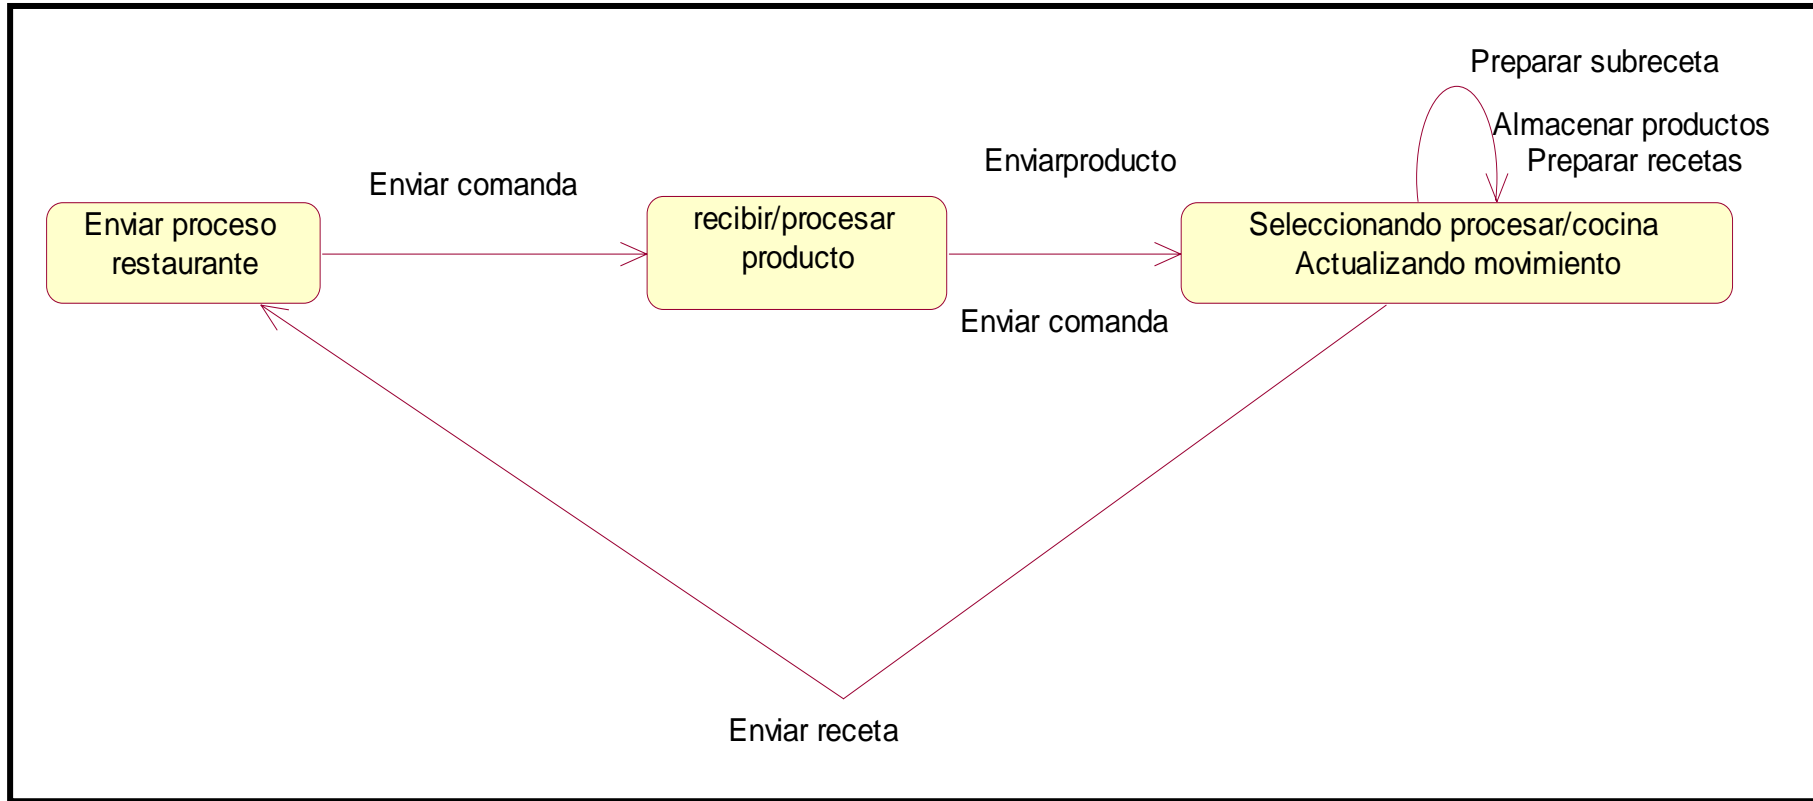 Preparar subreceta
Almacenar productos
Preparar recetas
Enviarproducto
Enviar comanda
Enviar proceso
restaurante
recibir/procesar
producto
Seleccionando procesar/cocina
Actualizando movimiento
Enviar comanda
Enviar receta